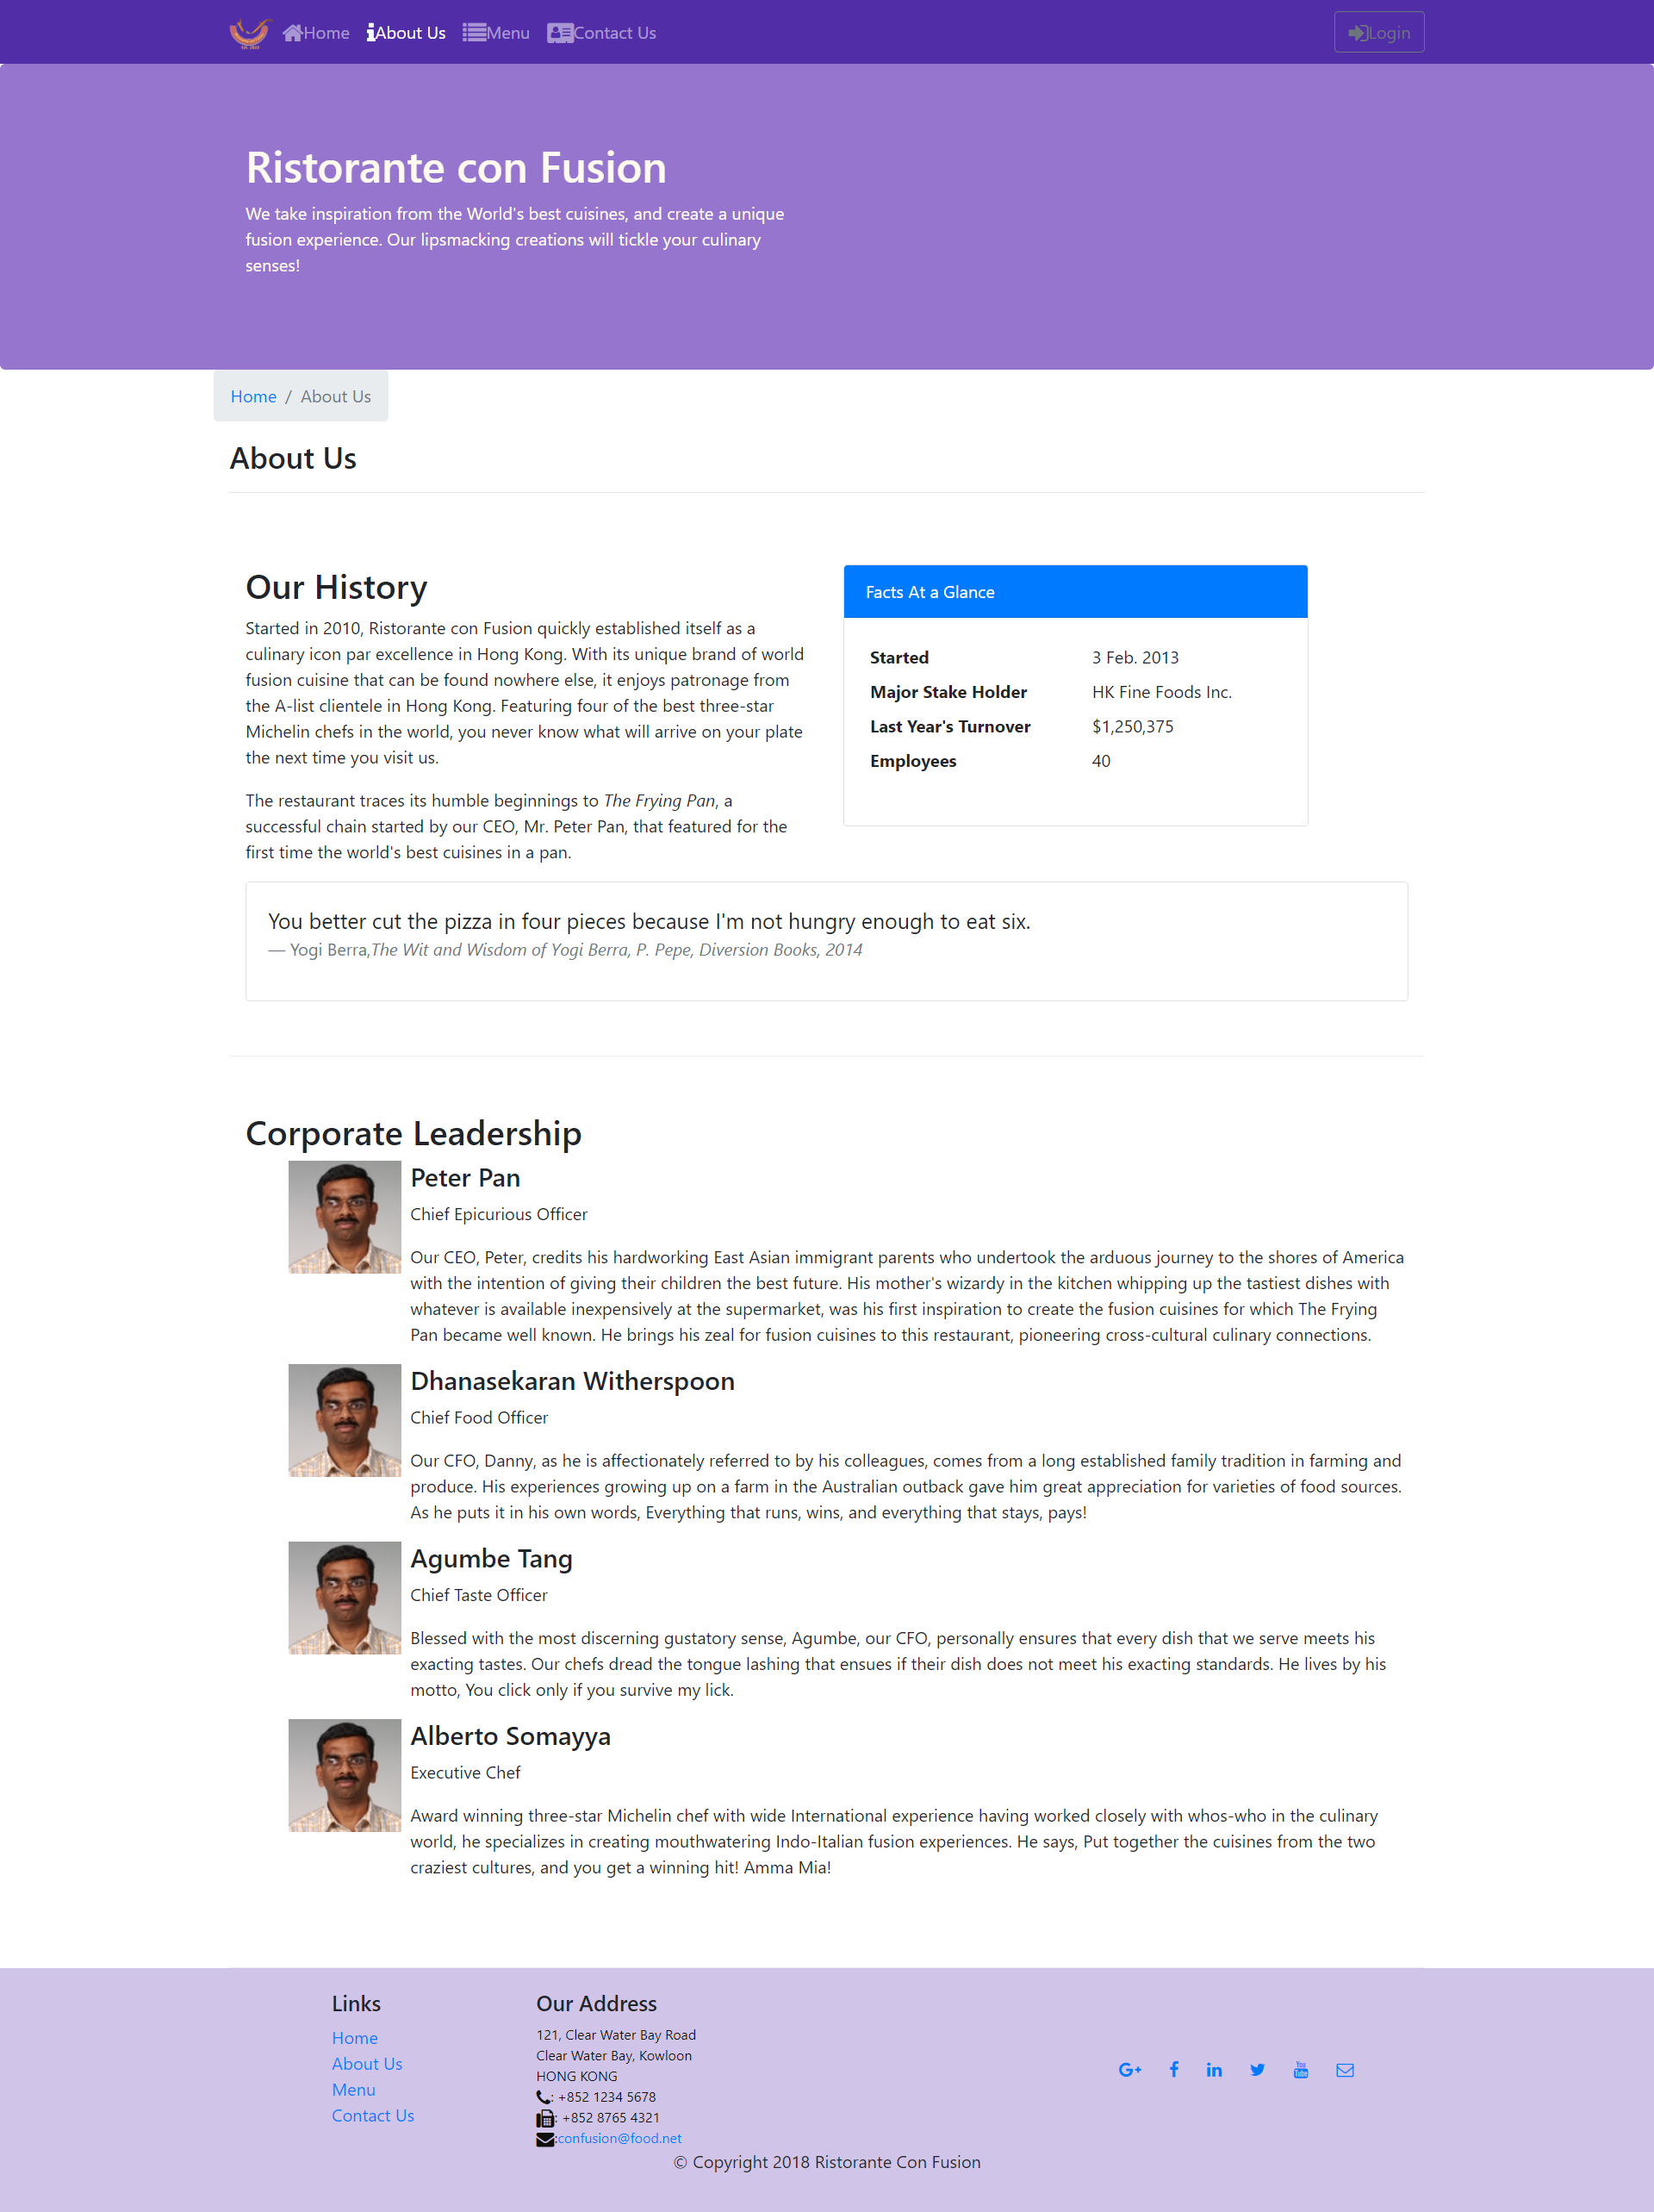 Home About Us Menu Contact Us Login
Ristorante con Fusion
We take inspiration from the World's best cuisines, and create a unique
fusion experience. Our lipsmacking creations will tickle your culinary
senses!
Home / About Us
About Us
Our History
Started in 2010, Ristorante con Fusion quickly established itself as a
culinary icon par excellence in Hong Kong. With its unique brand of world
fusion cuisine that can be found nowhere else, it enjoys patronage from
the A-list clientele in Hong Kong. Featuring four of the best three-star
Michelin chefs in the world, you never know what will arrive on your plate
the next time you visit us.
The restaurant traces its humble beginnings to The Frying Pan, a
successful chain started by our CEO, Mr. Peter Pan, that featured for the
first time the world's best cuisines in a pan.
Facts At a Glance
Started 3 Feb. 2013
Major Stake Holder HK Fine Foods Inc.
Last Year's Turnover $1,250,375
Employees 40
You better cut the pizza in four pieces because I'm not hungry enough to eat six.
— Yogi Berra,The Wit and Wisdom of Yogi Berra, P. Pepe, Diversion Books, 2014
Corporate Leadership
Peter Pan
Chief Epicurious Officer
Our CEO, Peter, credits his hardworking East Asian immigrant parents who undertook the arduous journey to the shores of America
with the intention of giving their children the best future. His mother's wizardy in the kitchen whipping up the tastiest dishes with
whatever is available inexpensively at the supermarket, was his first inspiration to create the fusion cuisines for which The Frying
Pan became well known. He brings his zeal for fusion cuisines to this restaurant, pioneering cross-cultural culinary connections.
Dhanasekaran Witherspoon
Chief Food Officer
Our CFO, Danny, as he is affectionately referred to by his colleagues, comes from a long established family tradition in farming and
produce. His experiences growing up on a farm in the Australian outback gave him great appreciation for varieties of food sources.
As he puts it in his own words, Everything that runs, wins, and everything that stays, pays!
Agumbe Tang
Chief Taste Officer
Blessed with the most discerning gustatory sense, Agumbe, our CFO, personally ensures that every dish that we serve meets his
exacting tastes. Our chefs dread the tongue lashing that ensues if their dish does not meet his exacting standards. He lives by his
motto, You click only if you survive my lick.
Alberto Somayya
Executive Chef
Award winning three-star Michelin chef with wide International experience having worked closely with whos-who in the culinary
world, he specializes in creating mouthwatering Indo-Italian fusion experiences. He says, Put together the cuisines from the two
craziest cultures, and you get a winning hit! Amma Mia!
Links
Home
About Us
Menu
Contact Us
Our Address
121, Clear Water Bay Road
Clear Water Bay, Kowloon
HONG KONG
: +852 1234 5678
: +852 8765 4321
:confusion@food.net
© Copyright 2018 Ristorante Con Fusion